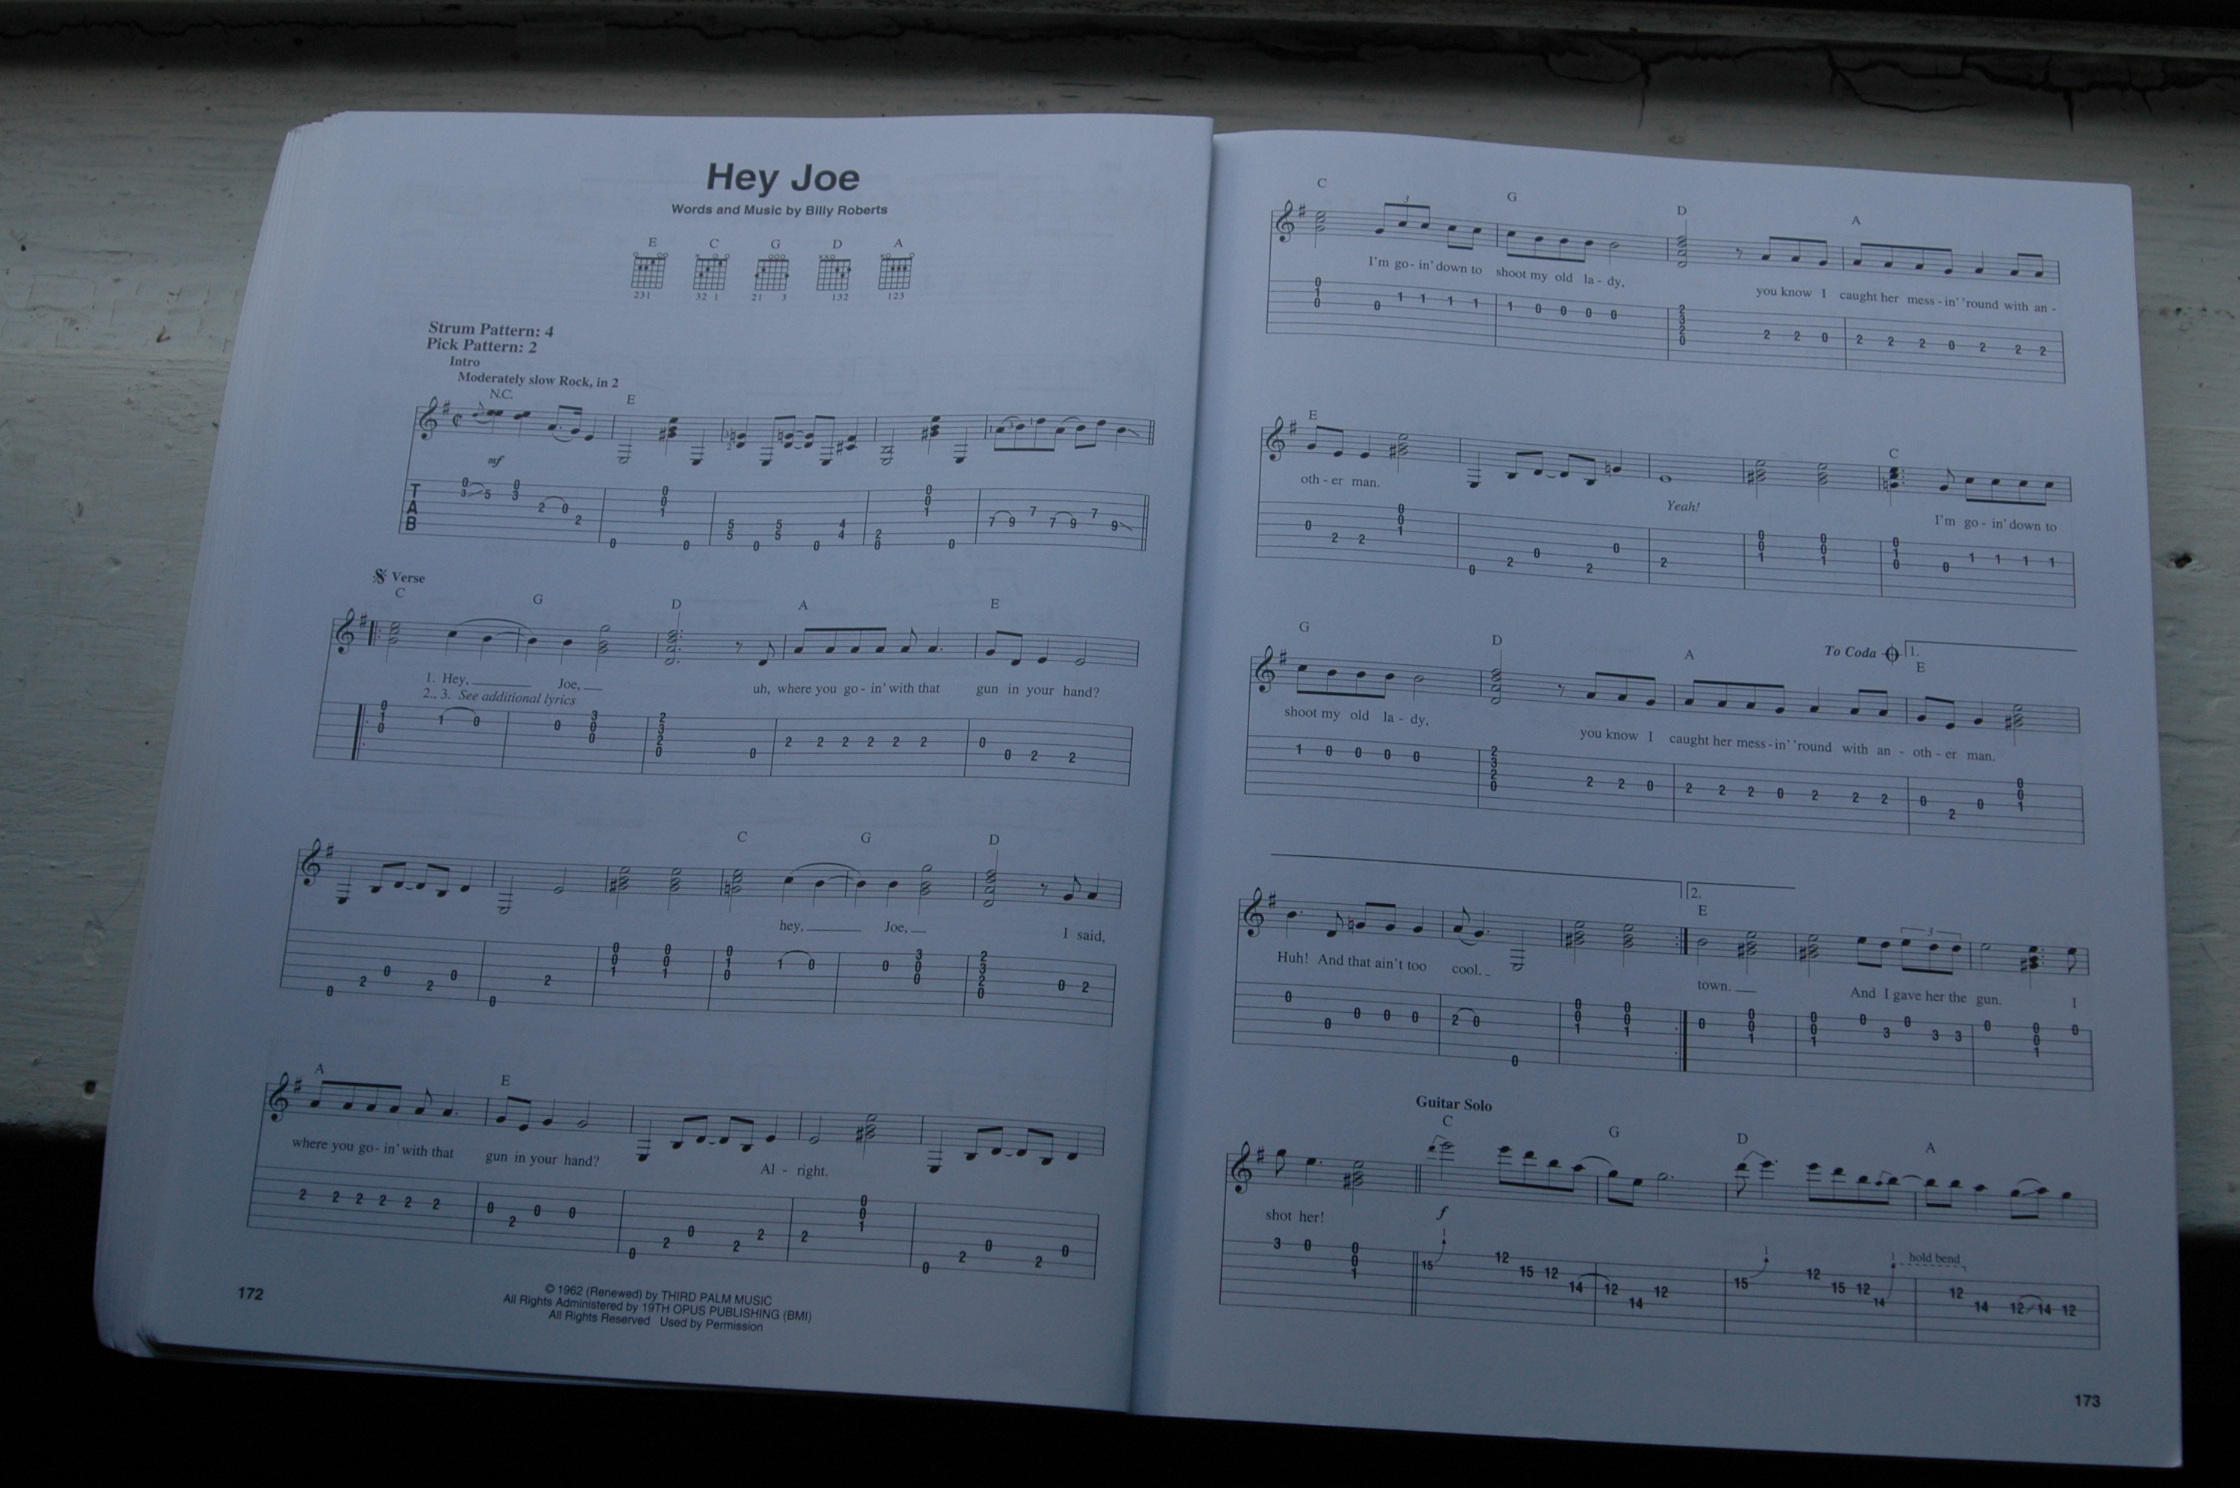 Hey Joe
Words and Music by Billy Roberts
E C G D A
231 32 1 21 3 132 123
Strum Pattern: 4
Pick Pattern: 2
Intro
Moderately slow Rock, in 2
N.C. E
mf
T
A
B
Verse
C G D A E
1. Hey, Joe, uh, where you go - in' with that gun in your hand?
2., 3. See additional lyrics
C G D
hey, Joe, I said,
A E
where you go - in' with that gun in your hand? Al - right.
172
© 1962 (Renewed) by THIRD PALM MUSIC
All Rights Administered by 19TH OPUS PUBLISHING (BMI)
All Rights Reserved Used by Permission
C G D A
3
I'm go - in' down to shoot my old la - dy, you know I caught her mess - in' 'round with an -
E C
oth - er man. Yeah! I'm go - in' down to
G D A To Coda 1. E
shoot my old la - dy, you know I caught her mess - in' 'round with an - oth - er man.
2.
E
3
Huh! And that ain't too cool. town. And I gave her the gun. I
Guitar Solo
C G D A
shot her! f
1 1 1 hold bend
173